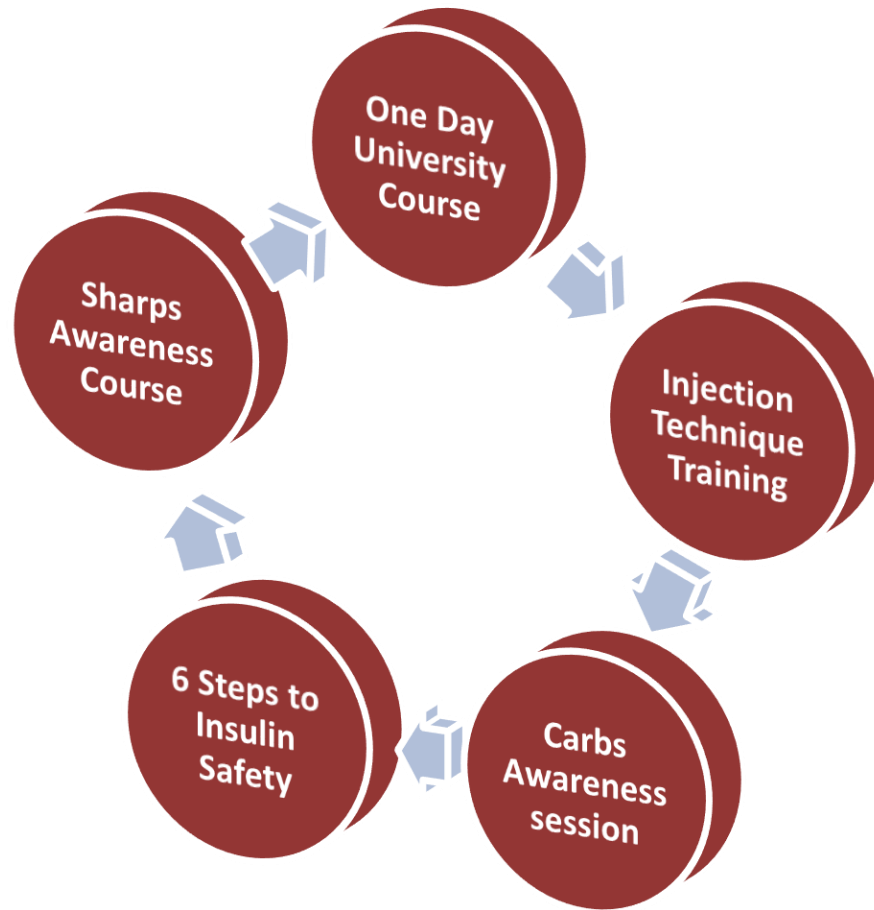 One Day
University
Course
Injection
Technique
Training
Carbs
Awareness
session
6 Steps to
Insulin
Safety
Sharps
Awareness
Course